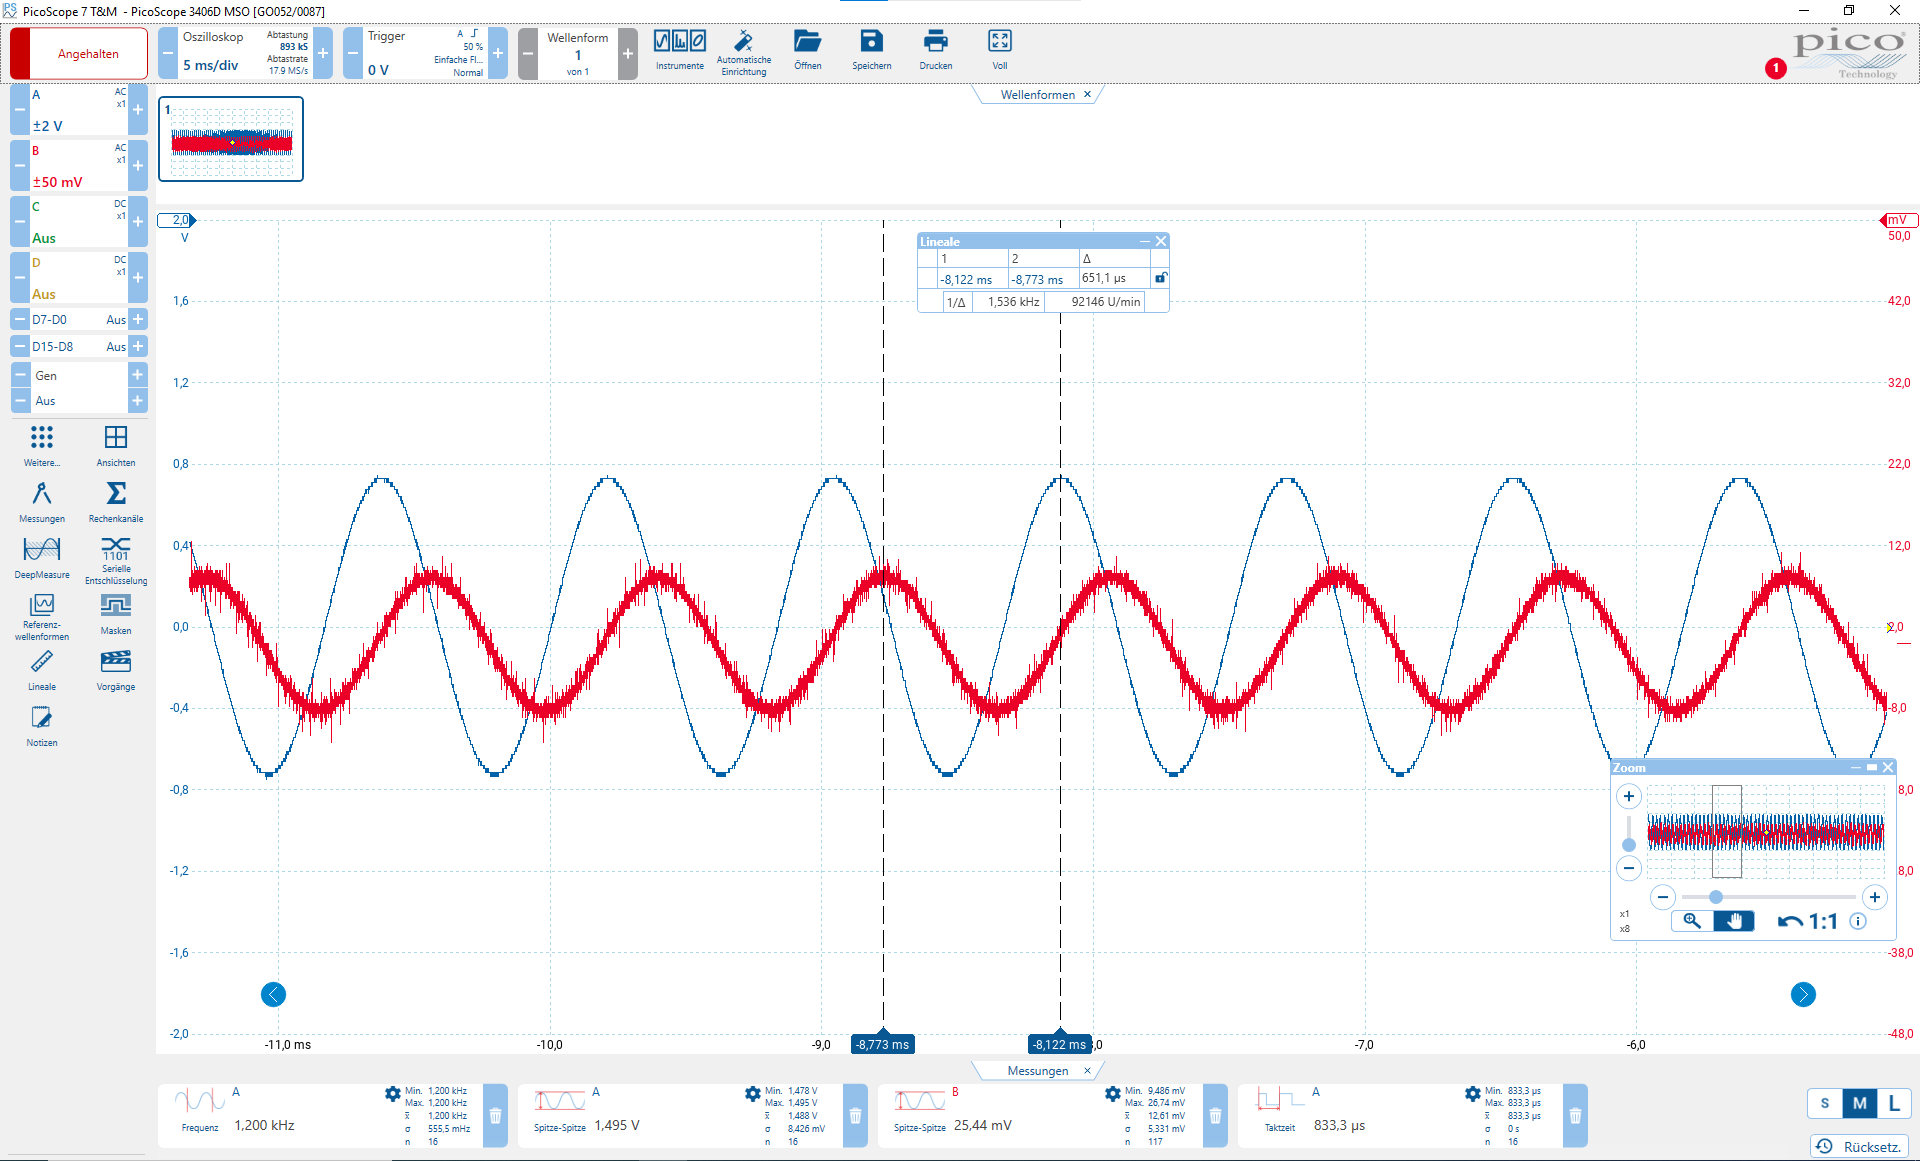 PicoScope 7 T&M - PicoScope 3406D MSO [GO052/0087]
Angehalten
Oszilloskop
5 ms/div
Abtastung
893 kS
Abtastrate
17.9 MS/s
Trigger
0 V
A
50 %
Einfache Fl...
Normal
Wellenform
1
von 1
Instrumente
Automatische
Einrichtung
Öffnen
Speichern
Drucken
Voll
1
pico
Technology
A
AC
x1
±2 V
B
AC
x1
±50 mV
C
DC
x1
Aus
D
DC
x1
Aus
D7-D0 Aus
D15-D8 Aus
Gen
Aus
Weitere...
Ansichten
Messungen
Rechenkanäle
DeepMeasure
1101
Serielle
Entschlüsselung
Referenz-
wellenformen
Masken
Lineale
Vorgänge
Notizen
Wellenformen ×
1
2,0
V
1,6
1,2
0,8
0,4
0,0
-0,4
-0,8
-1,2
-1,6
-2,0
mV
50,0
42,0
32,0
22,0
12,0
2,0
-8,0
8,0
8,0
-38,0
-48,0
Lineale
1 2 Δ
-8,122 ms -8,773 ms 651,1 µs
1/Δ 1,536 kHz 92146 U/min
Zoom
x1
x8
1:1
-11,0 ms -10,0 -9,0 -8,773 ms -8,122 ms ,0 -7,0 -6,0
Messungen ×
A
Frequenz 1,200 kHz
Min. 1,200 kHz
Max. 1,200 kHz
x̄ 1,200 kHz
σ 555,5 mHz
n 16
A
Spitze-Spitze 1,495 V
Min. 1,478 V
Max. 1,495 V
x̄ 1,488 V
σ 8,426 mV
n 16
B
Spitze-Spitze 25,44 mV
Min. 9,486 mV
Max. 26,74 mV
x̄ 12,61 mV
σ 5,331 mV
n 117
A
Taktzeit 833,3 µs
Min. 833,3 µs
Max. 833,3 µs
x̄ 833,3 µs
σ 0 s
n 16
S M L
Rücksetz.